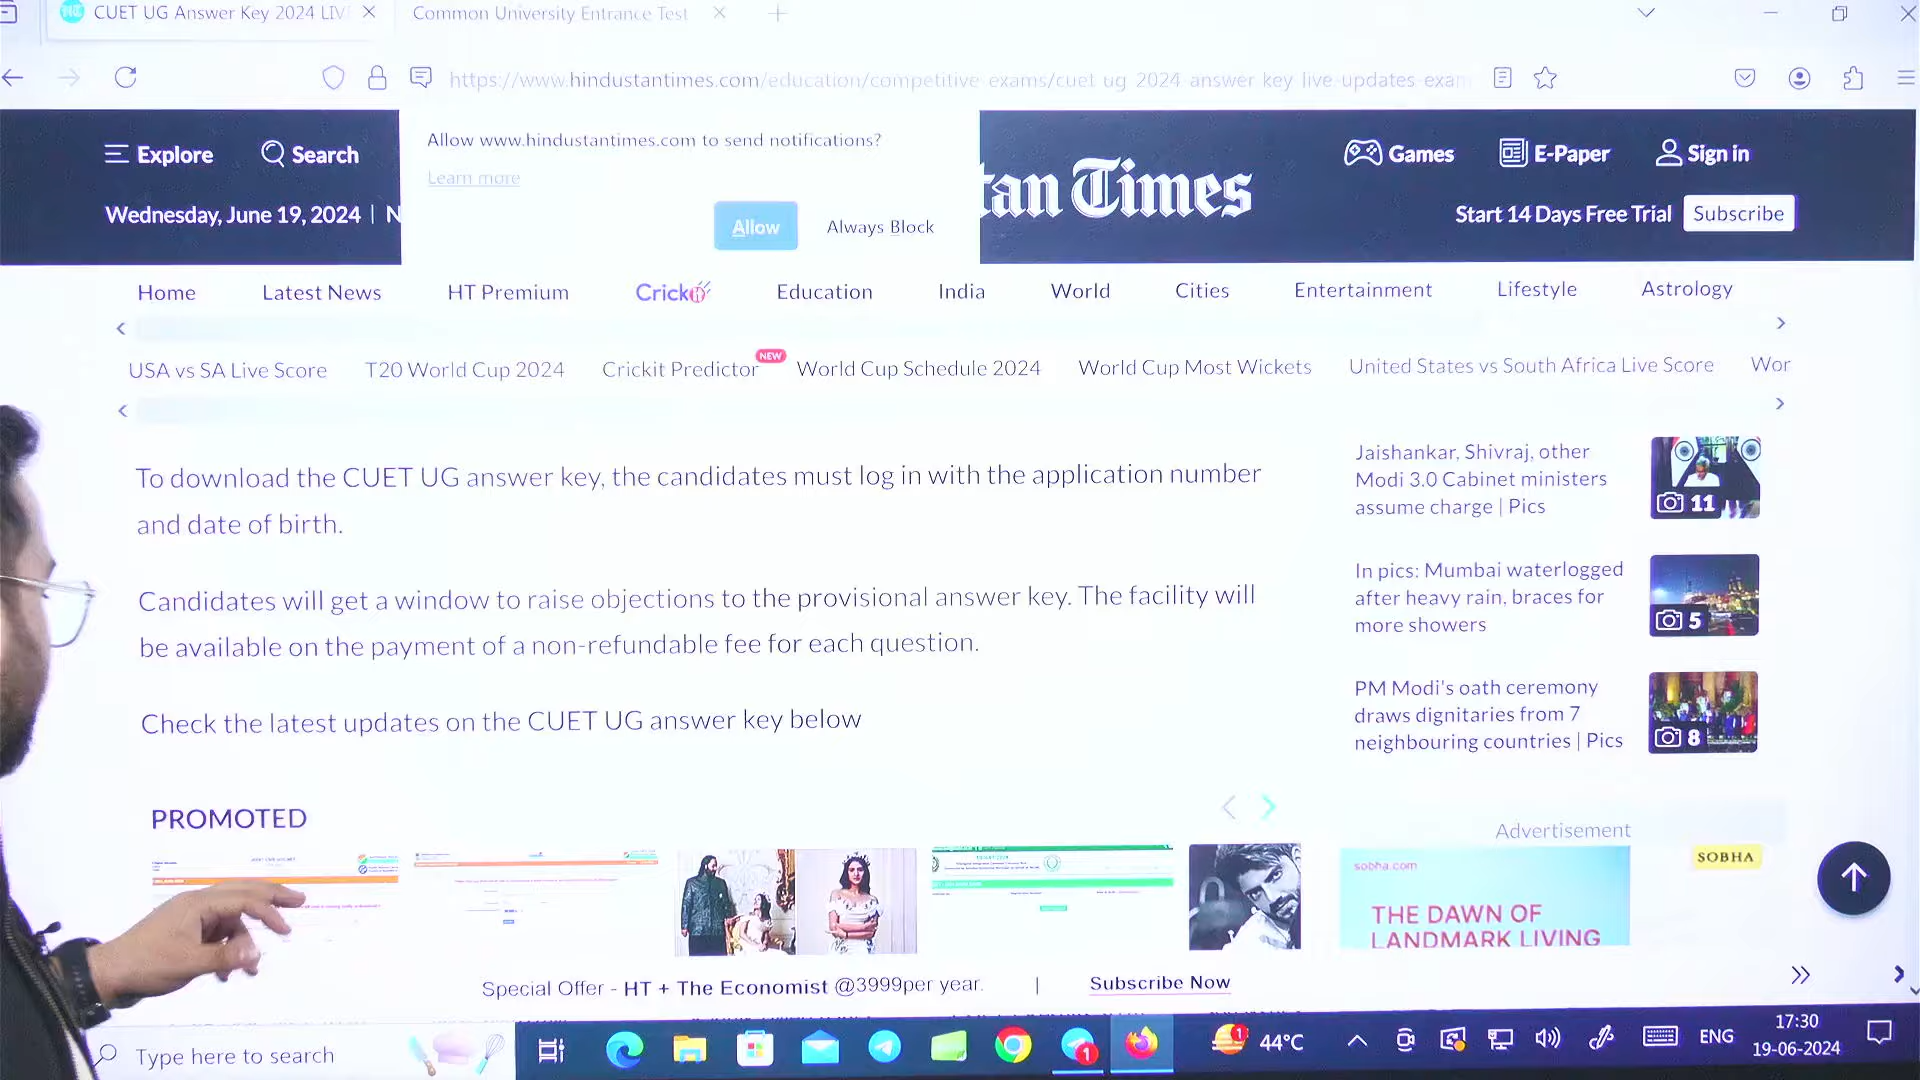 CUET UG Answer Key 2024 LIV
Common University Entrance Test
https://www.hindustantimes.com/education/competitive-exams/cuet-ug-2024-answer-key-live-updates-exam
Allow www.hindustantimes.com to send notifications?
Learn more
Allow
Always Block
Explore
Search
Wednesday, June 19, 2024 | N
tan Times
Games
E-Paper
Sign in
Start 14 Days Free Trial
Subscribe
Home
Latest News
HT Premium
Crickit
Education
India
World
Cities
Entertainment
Lifestyle
Astrology
USA vs SA Live Score
T20 World Cup 2024
Crickit Predictor
NEW
World Cup Schedule 2024
World Cup Most Wickets
United States vs South Africa Live Score
Wor
To download the CUET UG answer key, the candidates must log in with the application number
and date of birth.
Candidates will get a window to raise objections to the provisional answer key. The facility will
be available on the payment of a non-refundable fee for each question.
Check the latest updates on the CUET UG answer key below
Jaishankar, Shivraj, other
Modi 3.0 Cabinet ministers
assume charge | Pics
11
In pics: Mumbai waterlogged
after heavy rain, braces for
more showers
5
PM Modi's oath ceremony
draws dignitaries from 7
neighbouring countries | Pics
8
PROMOTED
Advertisement
sobha.com
SOBHA
THE DAWN OF
LANDMARK LIVING
Special Offer - HT + The Economist @3999per year.
|
Subscribe Now
Type here to search
1
1
44°C
ENG
17:30
19-06-2024